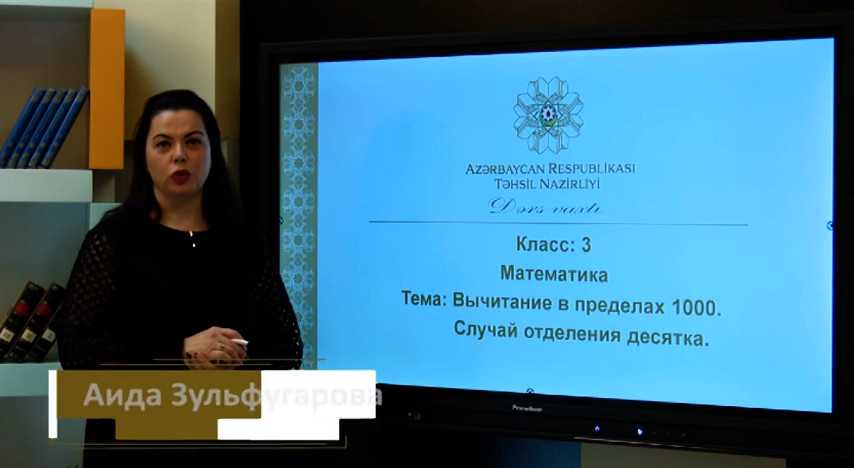 AZƏRBAYCAN RESPUBLİKASI
TƏHSİL NAZİRLİYİ
Dərs vaxtı
Класс: 3
Математика
Тема: Вычитание в пределах 1000.
Случай отделения десятка.
Аида Зульфугарова
Promethean